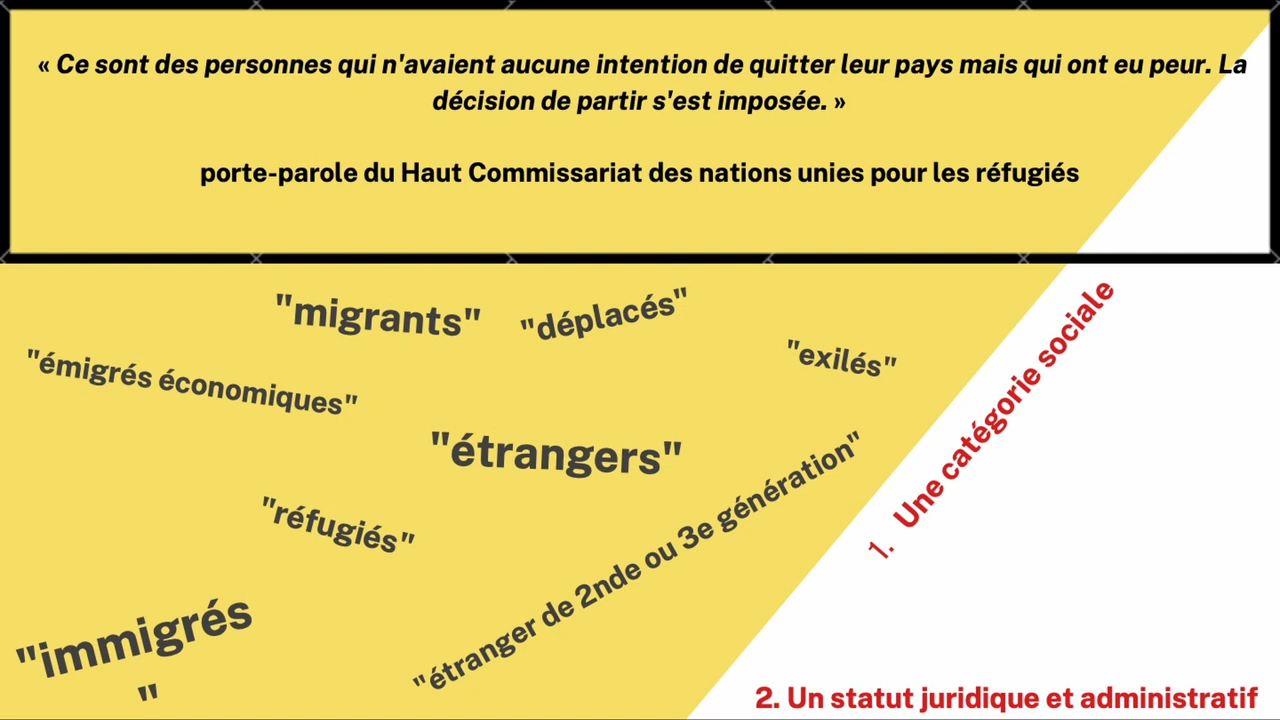 « Ce sont des personnes qui n'avaient aucune intention de quitter leur pays mais qui ont eu peur. La
décision de partir s'est imposée. »
porte-parole du Haut Commissariat des nations unies pour les réfugiés
"migrants"
"déplacés"
"exilés"
"émigrés économiques"
"étrangers"
"réfugiés"
"étranger de 2nde ou 3e génération"
"immigrés
"
1. Une catégorie sociale
2. Un statut juridique et administratif